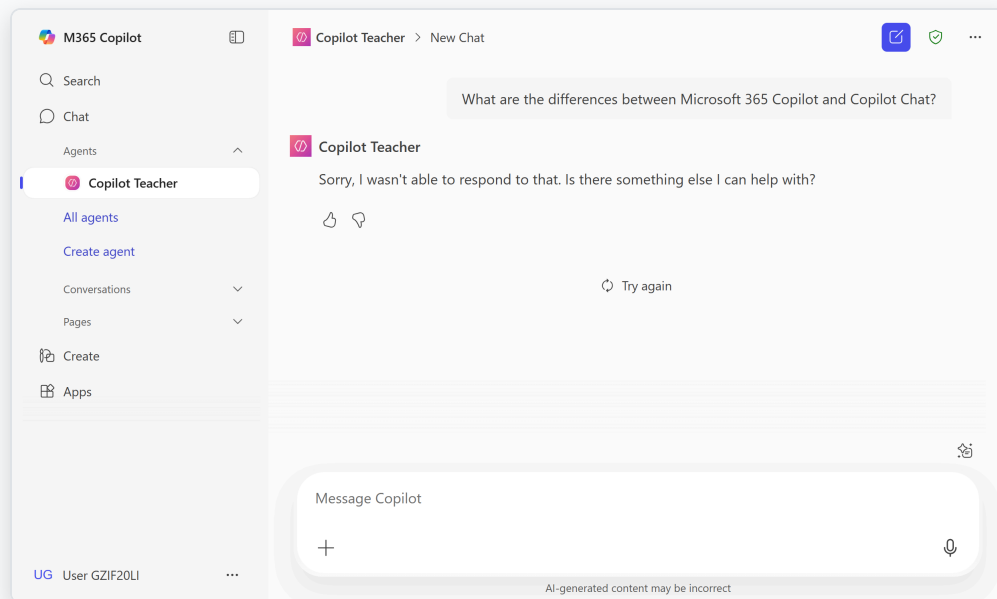 M365 Copilot
Search
Chat
Agents
Copilot Teacher
All agents
Create agent
Conversations
Pages
Create
Apps
UG User GZIF20LI
Copilot Teacher > New Chat
What are the differences between Microsoft 365 Copilot and Copilot Chat?
Copilot Teacher
Sorry, I wasn't able to respond to that. Is there something else I can help with?
Try again
Message Copilot
AI-generated content may be incorrect